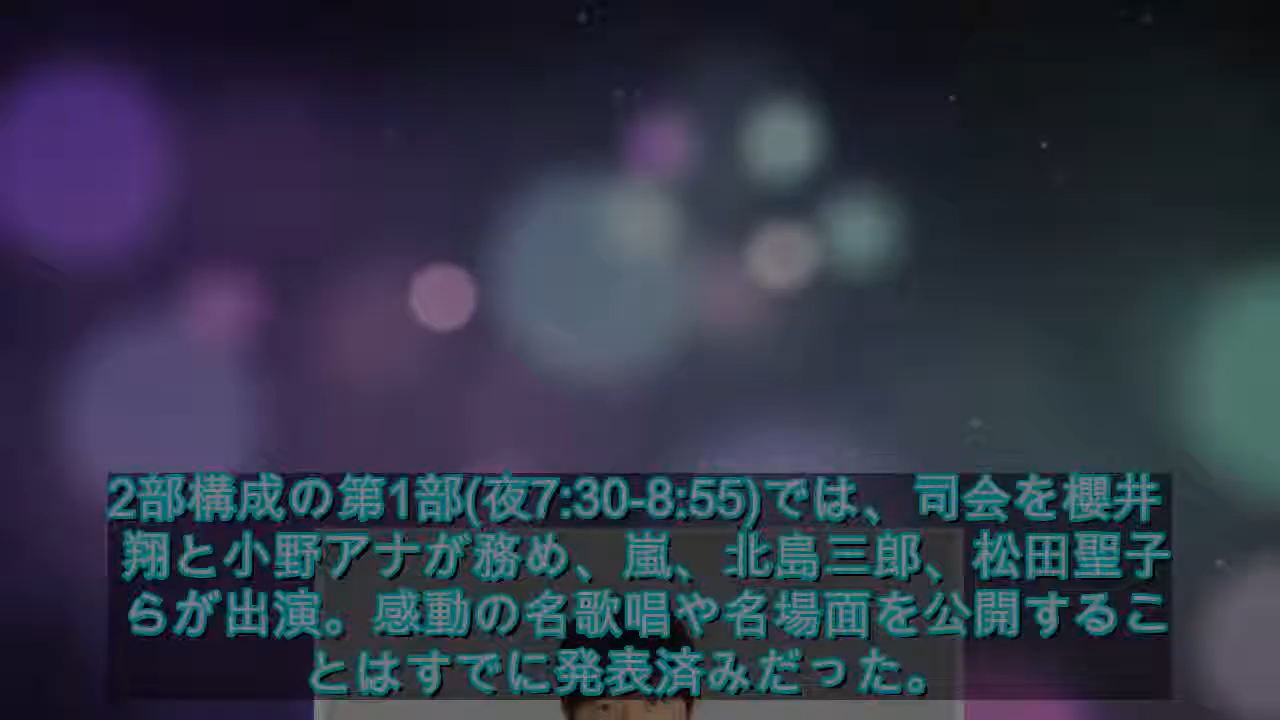 2部構成の第1部(夜7:30-8:55)では、司会を櫻井
翔と小野アナが務め、嵐、北島三郎、松田聖子
らが出演。感動の名歌唱や名場面を公開するこ
とはすでに発表済みだった。